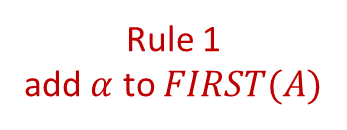 Rule 1
add α to FIRST(A)